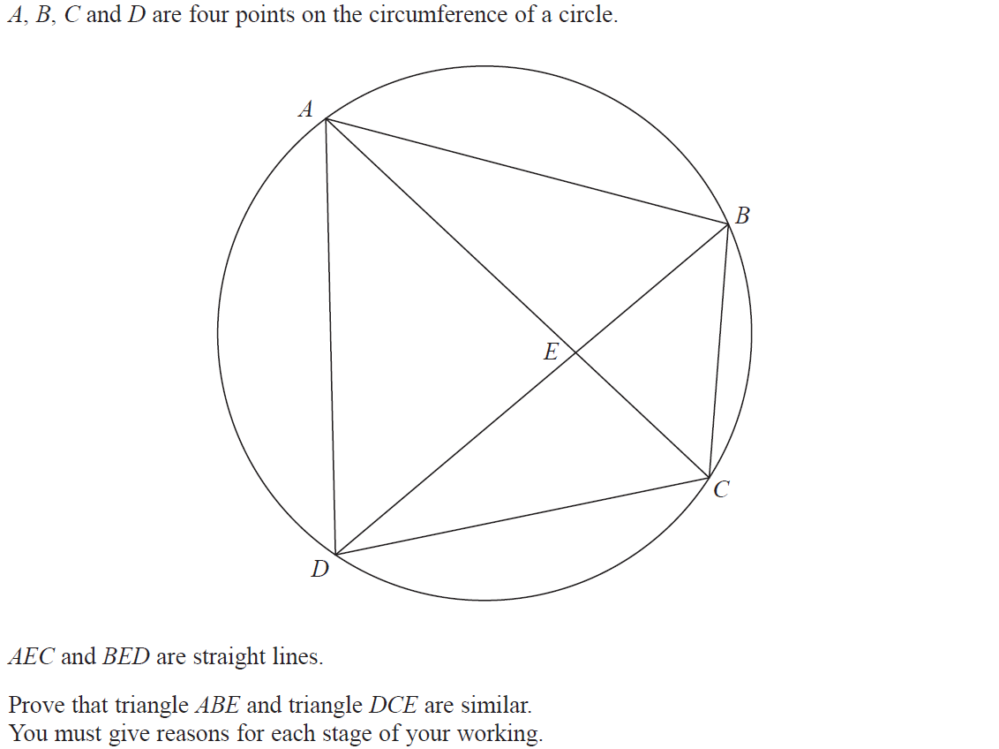 A, B, C and D are four points on the circumference of a circle.
A
B
E
C
D
AEC and BED are straight lines.
Prove that triangle ABE and triangle DCE are similar.
You must give reasons for each stage of your working.